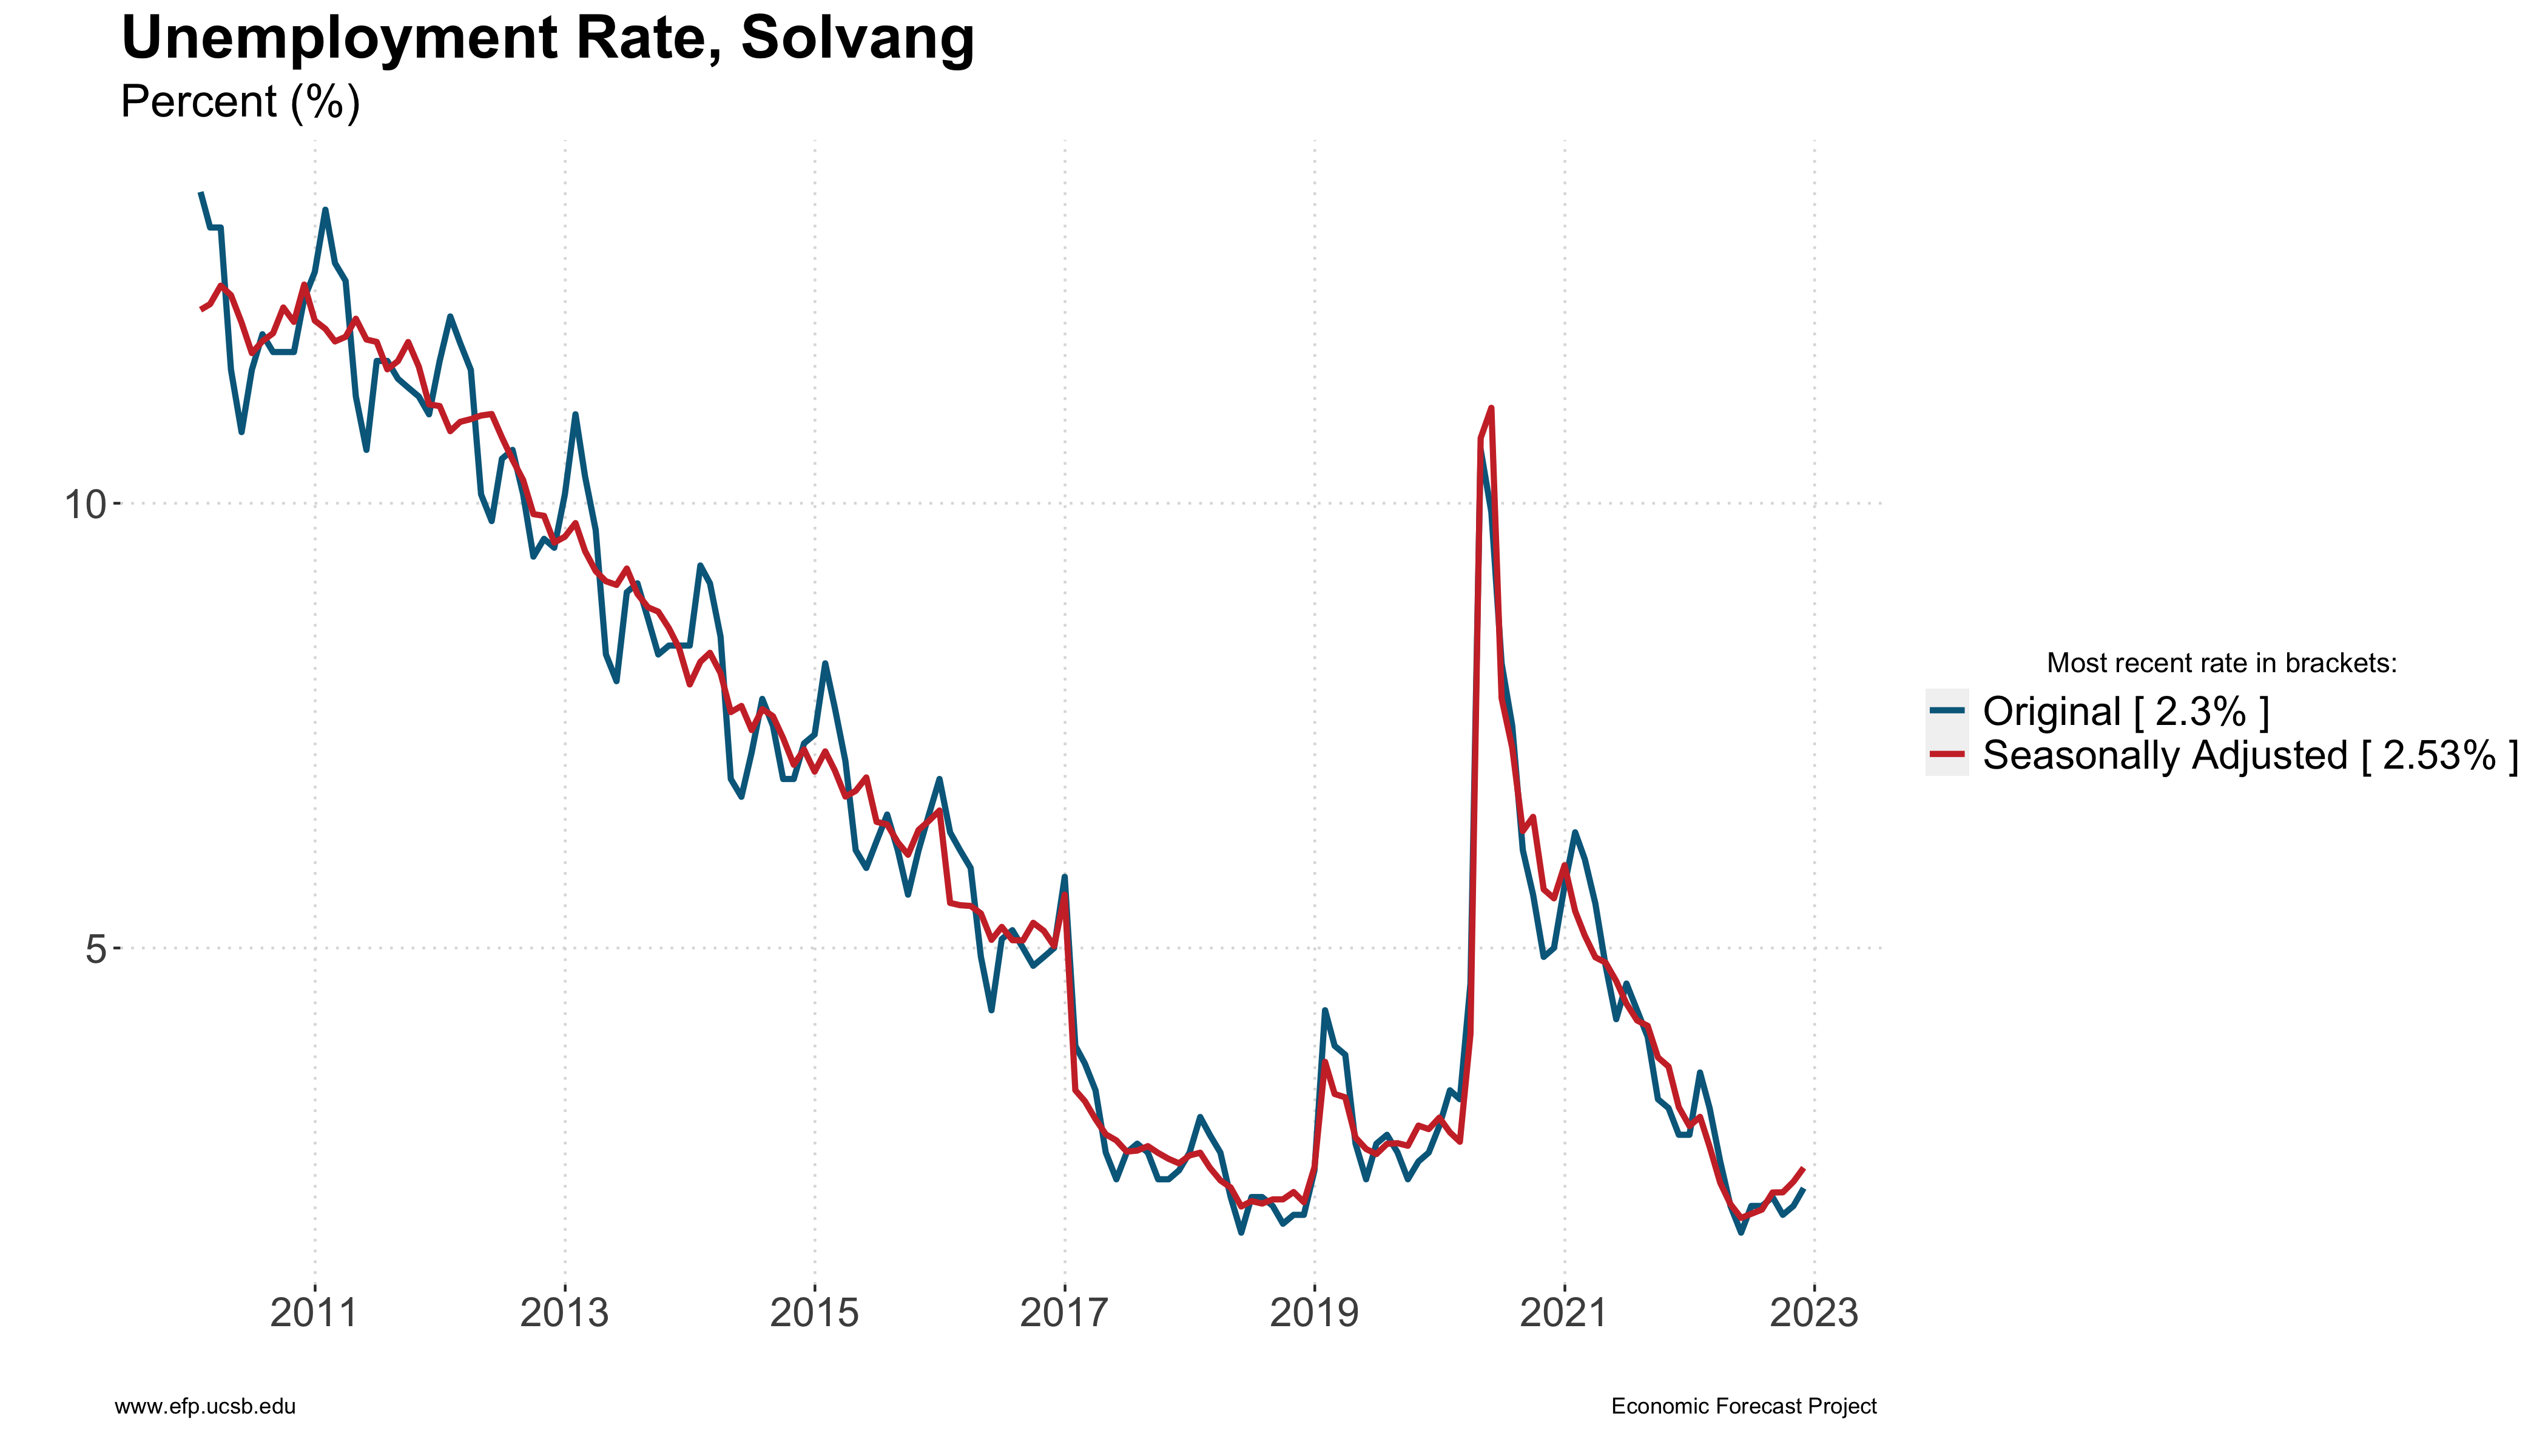 Unemployment Rate, Solvang
Percent (%)
10
5
2011 2013 2015 2017 2019 2021 2023
Most recent rate in brackets:
Original [ 2.3% ]
Seasonally Adjusted [ 2.53% ]
www.efp.ucsb.edu
Economic Forecast Project